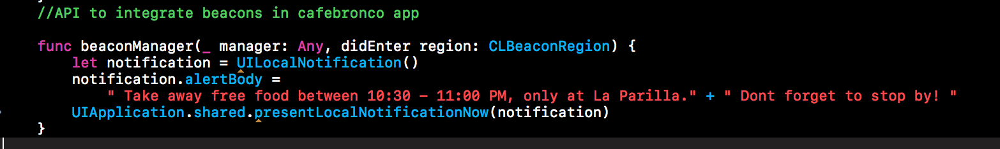 //API to integrate beacons in cafebronco app
func beaconManager(_ manager: Any, didEnter region: CLBeaconRegion) {
let notification = UILocalNotification()
notification.alertBody =
" Take away free food between 10:30 – 11:00 PM, only at La Parilla." + " Dont forget to stop by! "
UIApplication.shared.presentLocalNotificationNow(notification)
}